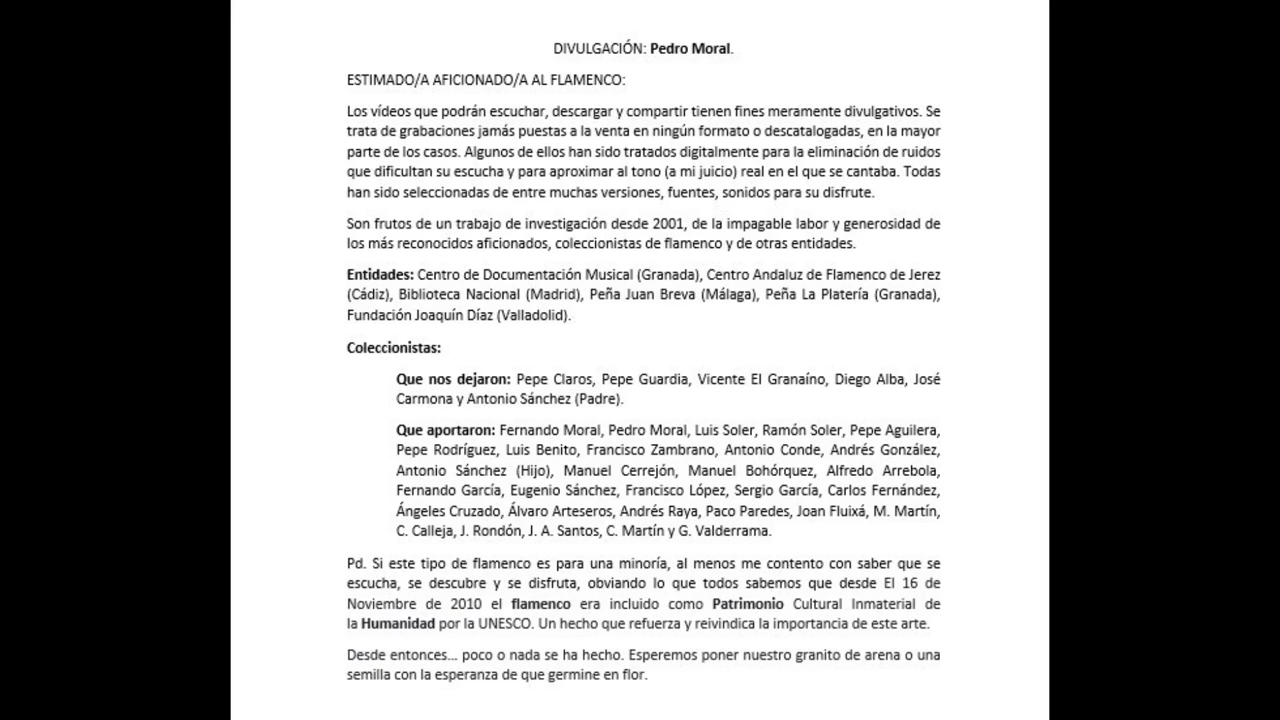 DIVULGACIÓN: Pedro Moral.
ESTIMADO/A AFICIONADO/A AL FLAMENCO:
Los vídeos que podrán escuchar, descargar y compartir tienen fines meramente divulgativos. Se
trata de grabaciones jamás puestas a la venta en ningún formato o descatalogadas, en la mayor
parte de los casos. Algunos de ellos han sido tratados digitalmente para la eliminación de ruidos
que dificultan su escucha y para aproximar al tono (a mi juicio) real en el que se cantaba. Todas
han sido seleccionadas de entre muchas versiones, fuentes, sonidos para su disfrute.
Son frutos de un trabajo de investigación desde 2001, de la impagable labor y generosidad de
los más reconocidos aficionados, coleccionistas de flamenco y de otras entidades.
Entidades: Centro de Documentación Musical (Granada), Centro Andaluz de Flamenco de Jerez
(Cádiz), Biblioteca Nacional (Madrid), Peña Juan Breva (Málaga), Peña La Platería (Granada),
Fundación Joaquín Díaz (Valladolid).
Coleccionistas:
Que nos dejaron: Pepe Claros, Pepe Guardia, Vicente El Granaíno, Diego Alba, José
Carmona y Antonio Sánchez (Padre).
Que aportaron: Fernando Moral, Pedro Moral, Luis Soler, Ramón Soler, Pepe Aguilera,
Pepe Rodríguez, Luis Benito, Francisco Zambrano, Antonio Conde, Andrés González,
Antonio Sánchez (Hijo), Manuel Cerrejón, Manuel Bohórquez, Alfredo Arrebola,
Fernando García, Eugenio Sánchez, Francisco López, Sergio García, Carlos Fernández,
Ángeles Cruzado, Álvaro Arteseros, Andrés Raya, Paco Paredes, Joan Fluixá, M. Martín,
C. Calleja, J. Rondón, J. A. Santos, C. Martín y G. Valderrama.
Pd. Si este tipo de flamenco es para una minoría, al menos me contento con saber que se
escucha, se descubre y se disfruta, obviando lo que todos sabemos que desde El 16 de
Noviembre de 2010 el flamenco era incluido como Patrimonio Cultural Inmaterial de
la Humanidad por la UNESCO. Un hecho que refuerza y reivindica la importancia de este arte.
Desde entonces... poco o nada se ha hecho. Esperemos poner nuestro granito de arena o una
semilla con la esperanza de que germine en flor.